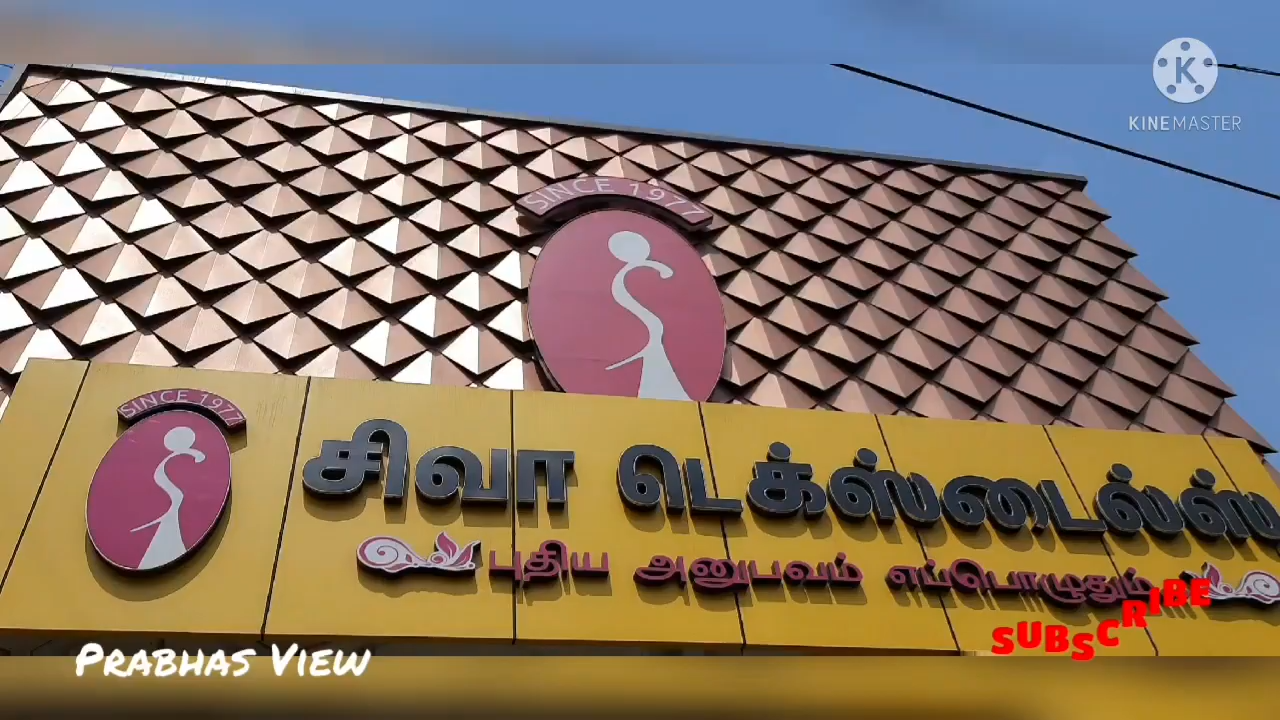 K
KINEMASTER
SINCE 1977
SINCE 1977
சிவா டெக்ஸ்டைல்ஸ்
புதிய அனுபவம் எப்பொழுதும்
SUBSCRIBE
PRABHAS VIEW